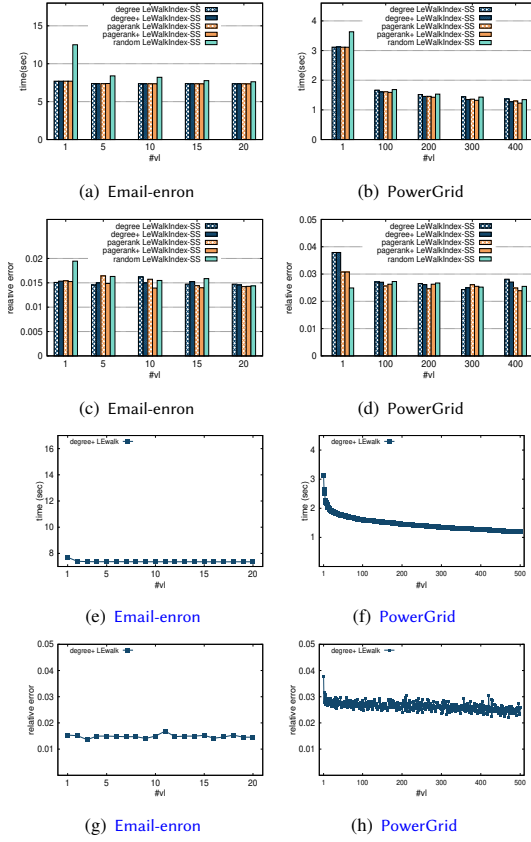 degree LeWalkIndex-SS
degree+ LeWalkIndex-SS
pagerank LeWalkIndex-SS
pagerank+ LeWalkIndex-SS
random LeWalkIndex-SS
time(sec)
15
10
5
0
1 5 10 15 20
#vl
(a) Email-enron
degree LeWalkIndex-SS
degree+ LeWalkIndex-SS
pagerank LeWalkIndex-SS
pagerank+ LeWalkIndex-SS
random LeWalkIndex-SS
time (sec)
4
3
2
1
0
1 100 200 300 400
#vl
(b) PowerGrid
degree LeWalkIndex-SS
degree+ LeWalkIndex-SS
pagerank LeWalkIndex-SS
pagerank+ LeWalkIndex-SS
random LeWalkIndex-SS
relative error
0.02
0.015
0.01
0.005
0
1 5 10 15 20
#vl
(c) Email-enron
degree LeWalkIndex-SS
degree+ LeWalkIndex-SS
pagerank LeWalkIndex-SS
pagerank+ LeWalkIndex-SS
random LeWalkIndex-SS
relative error
0.05
0.04
0.03
0.02
0.01
0
1 100 200 300 400
#vl
(d) PowerGrid
degree+ LEwalk
time (sec)
16
14
12
10
8
1 5 10 15 20
#vl
(e) Email-enron
degree+ LEwalk
time (sec)
4
3
2
1
1 100 200 300 400 500
#vl
(f) PowerGrid
degree+ LEwalk
relative error
0.05
0.04
0.03
0.02
0.01
1 5 10 15 20
#vl
(g) Email-enron
degree+ LEwalk
relative error
0.05
0.04
0.03
0.02
0.01
1 100 200 300 400 500
#vl
(h) PowerGrid